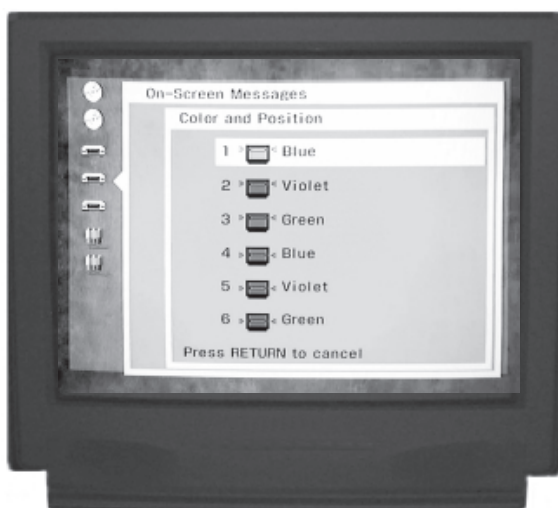 On-Screen Messages
Color and Position
1 Blue
2 Violet
3 Green
4 Blue
5 Violet
6 Green
Press RETURN to cancel